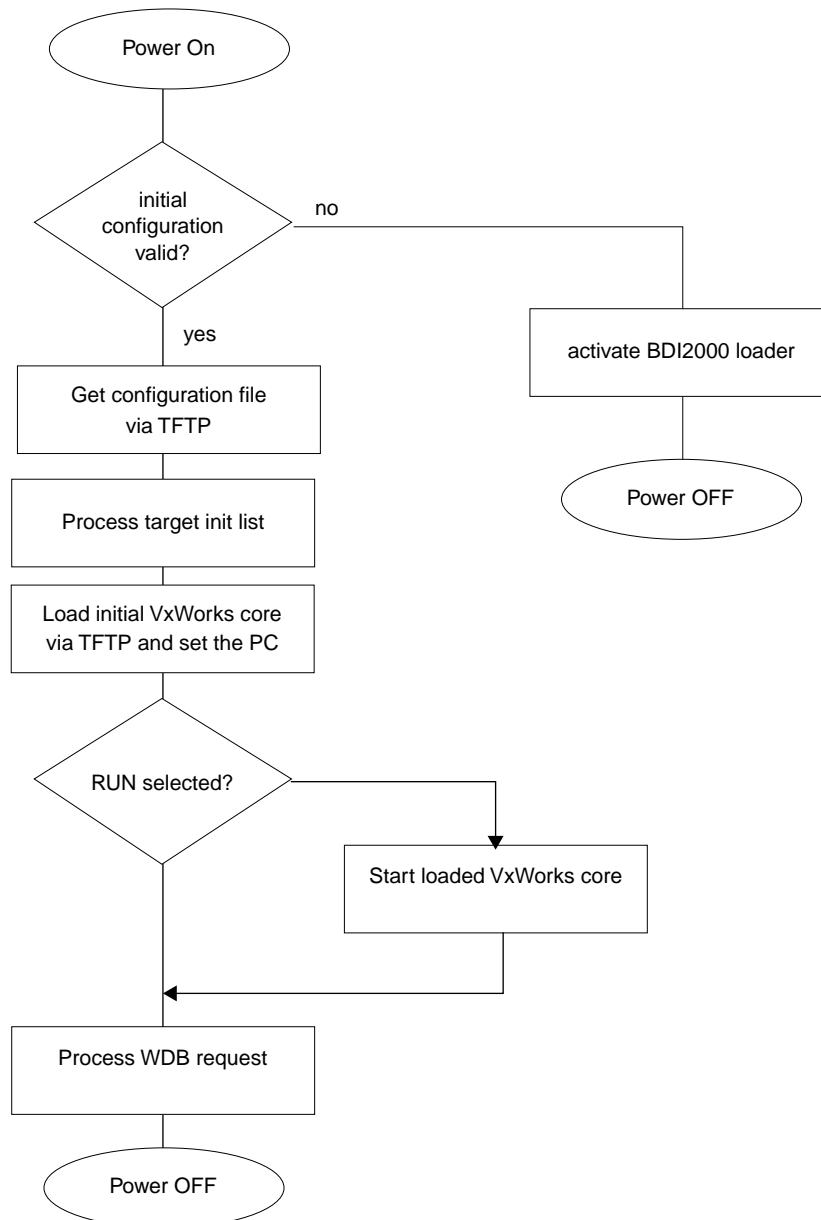 Power On
initial
configuration
valid?
no
yes
activate BDI2000 loader
Get configuration file
via TFTP
Power OFF
Process target init list
Load initial VxWorks core
via TFTP and set the PC
RUN selected?
Start loaded VxWorks core
Process WDB request
Power OFF